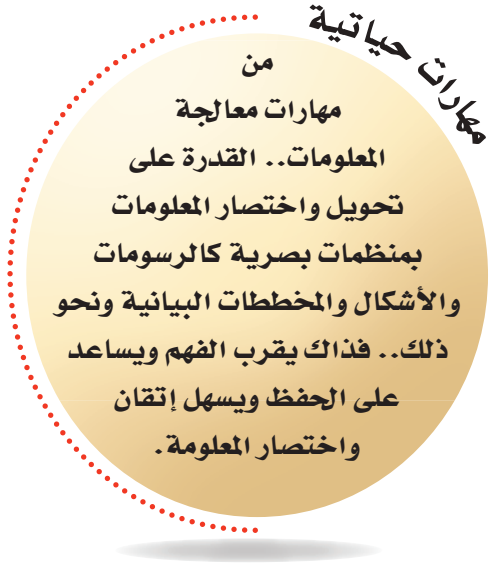 مهارات حياتية
من
مهارات معالجة
المعلومات.. القدرة على
تحويل واختصار المعلومات
بمنظمات بصرية كالرسومات
والأشكال والمخططات البيانية ونحو
ذلك.. فذاك يقرب الفهم ويساعد
على الحفظ ويسهل إتقان
واختصار المعلومة.